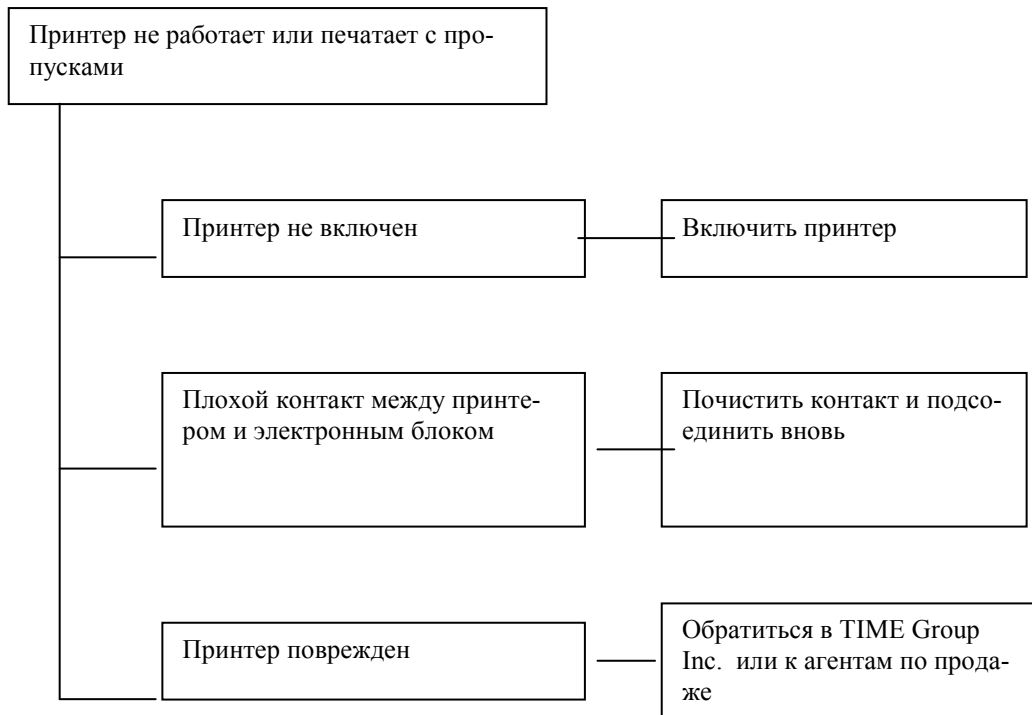 Принтер не работает или печатает с про-
пусками
Принтер не включен
Включить принтер
Плохой контакт между принте-
ром и электронным блоком
Почистить контакт и подсо-
единить вновь
Принтер поврежден
Обратиться в TIME Group
Inc. или к агентам по прода-
же